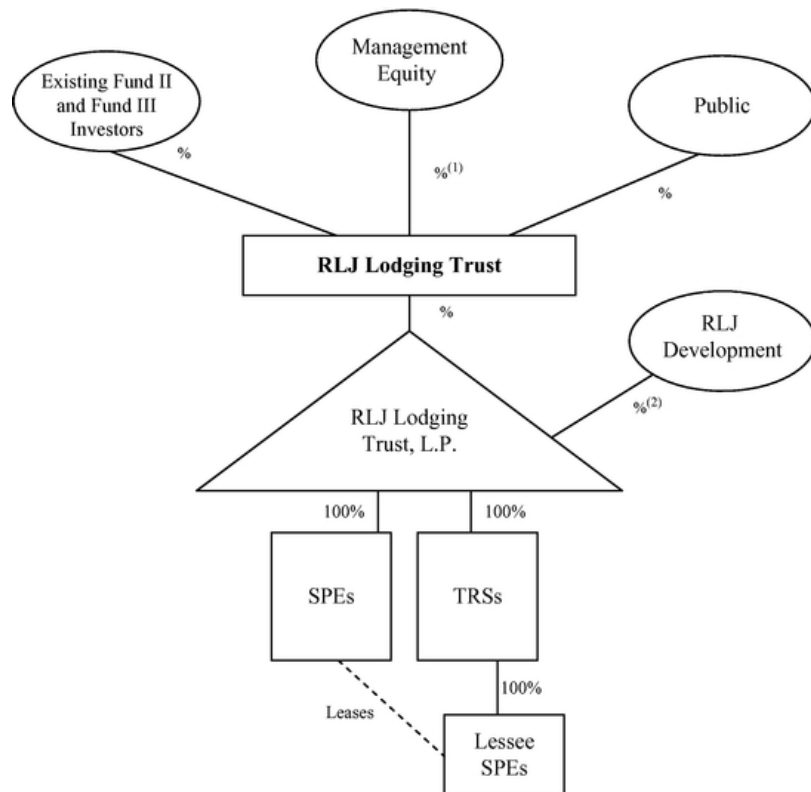 Management
Equity
Existing Fund II
and Fund III
Investors
Public
%
%(1)
%
RLJ Lodging Trust
%
RLJ
Development
%(2)
RLJ Lodging
Trust, L.P.
100%
100%
SPEs
TRSs
100%
Leases
Lessee
SPEs